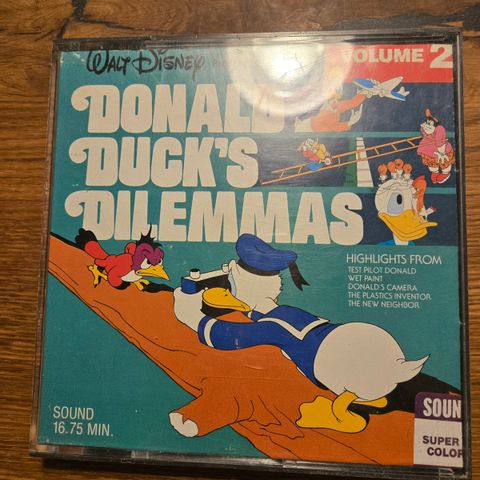 WALT DISNEY
VOLUME 2
DONALD
DUCK'S
DILEMMAS
HIGHLIGHTS FROM
TEST PILOT DONALD
WET PAINT
DONALD'S CAMERA
THE PLASTICS INVENTOR
THE NEW NEIGHBOR
SOUND
16.75 MIN.
SOUN
SUPER
COLOR